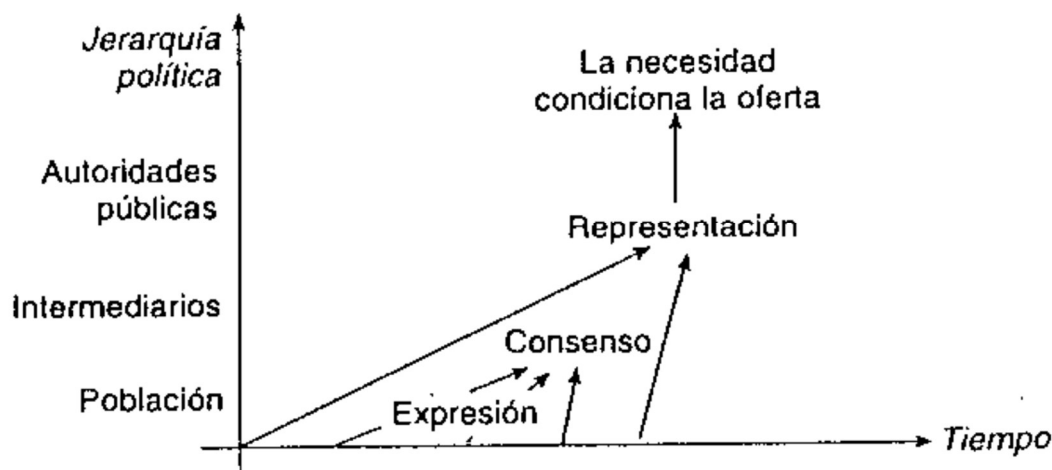 Jerarquía
política
La necesidad
condiciona la oferta
Autoridades
públicas
Representación
Intermediarios
Consenso
Población
Expresión
Tiempo